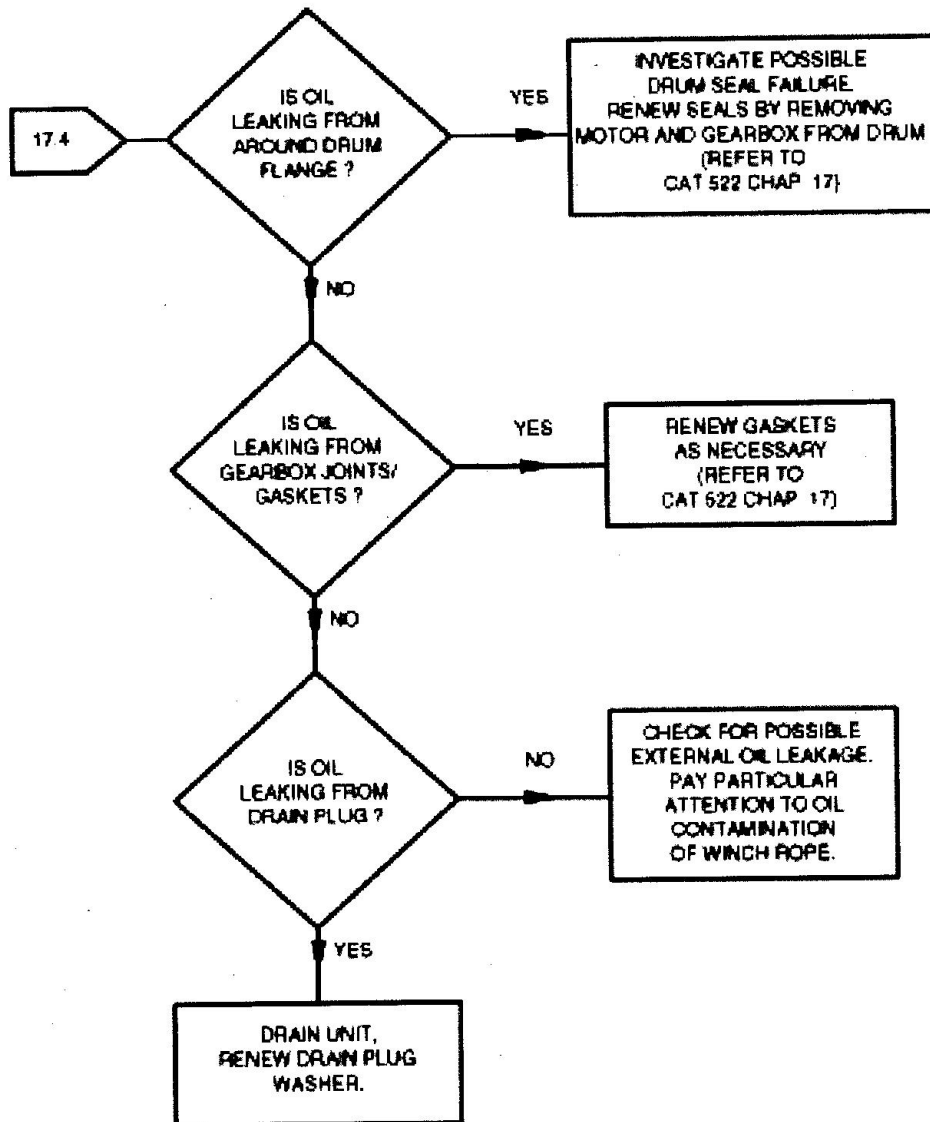 17.4
IS OIL
LEAKING FROM
AROUND DRUM
FLANGE ?
YES
INVESTIGATE POSSIBLE
DRUM SEAL FAILURE
RENEW SEALS BY REMOVING
MOTOR AND GEARBOX FROM DRUM
(REFER TO
CAT 522 CHAP 17)
NO
IS OIL
LEAKING FROM
GEARBOX JOINTS/
GASKETS ?
YES
RENEW GASKETS
AS NECESSARY
(REFER TO
CAT 522 CHAP 17)
NO
IS OIL
LEAKING FROM
DRAIN PLUG ?
NO
CHECK FOR POSSIBLE
EXTERNAL OIL LEAKAGE.
PAY PARTICULAR
ATTENTION TO OIL
CONTAMINATION
OF WINCH ROPE.
YES
DRAIN UNIT,
RENEW DRAIN PLUG
WASHER.